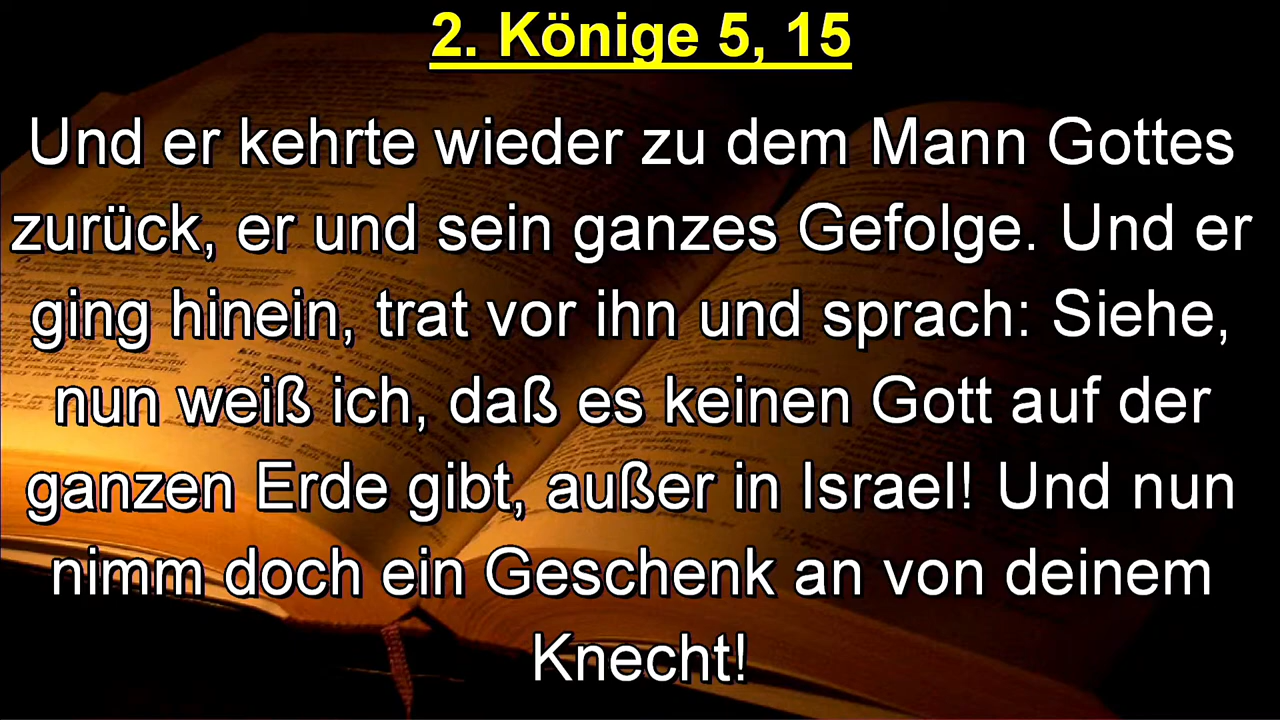 2. Könige 5, 15
Und er kehrte wieder zu dem Mann Gottes
zurück, er und sein ganzes Gefolge. Und er
ging hinein, trat vor ihn und sprach: Siehe,
nun weiß ich, daß es keinen Gott auf der
ganzen Erde gibt, außer in Israel! Und nun
nimm doch ein Geschenk an von deinem
Knecht!